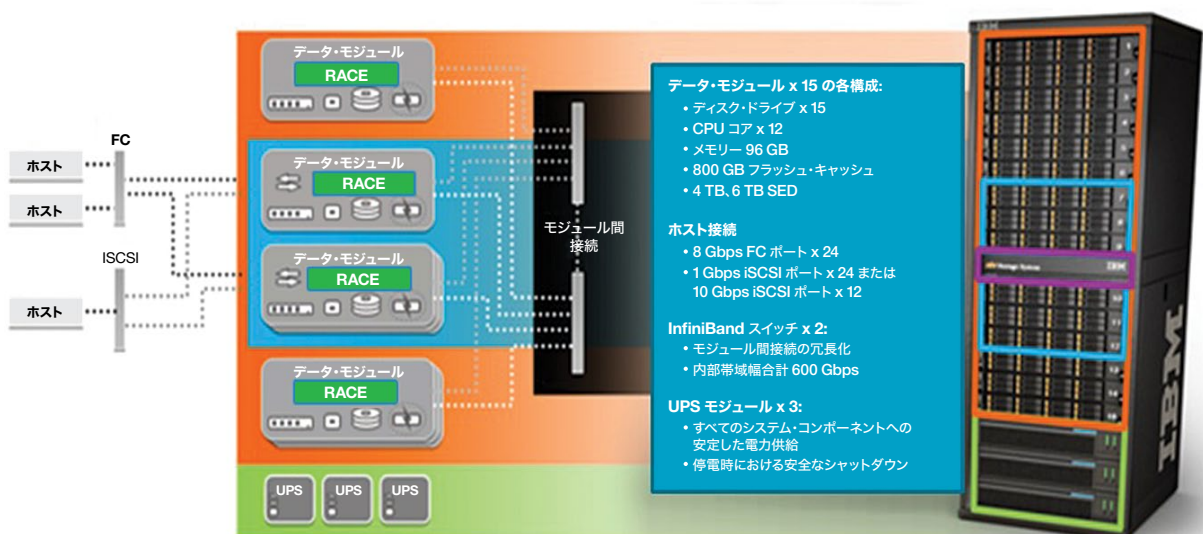 データ・モジュール
RACE
FC
ホスト
ホスト
ISCSI
ホスト
データ・モジュール
RACE
データ・モジュール
RACE
データ・モジュール
RACE
UPS
UPS
UPS
モジュール間
接続
データ・モジュール x 15 の各構成:
• ディスク・ドライブ x 15
• CPU コア x 12
• メモリー 96 GB
• 800 GB フラッシュ・キャッシュ
• 4 TB、6 TB SED
ホスト接続
• 8 Gbps FC ポート x 24
• 1 Gbps iSCSI ポート x 24 または
10 Gbps iSCSI ポート x 12
InfiniBand スイッチ x 2:
• モジュール間接続の冗長化
• 内部帯域幅合計 600 Gbps
UPS モジュール x 3:
• すべてのシステム・コンポーネントへの
安定した電力供給
• 停電時における安全なシャットダウン
IBM
Storage Systems
IBM
IBM